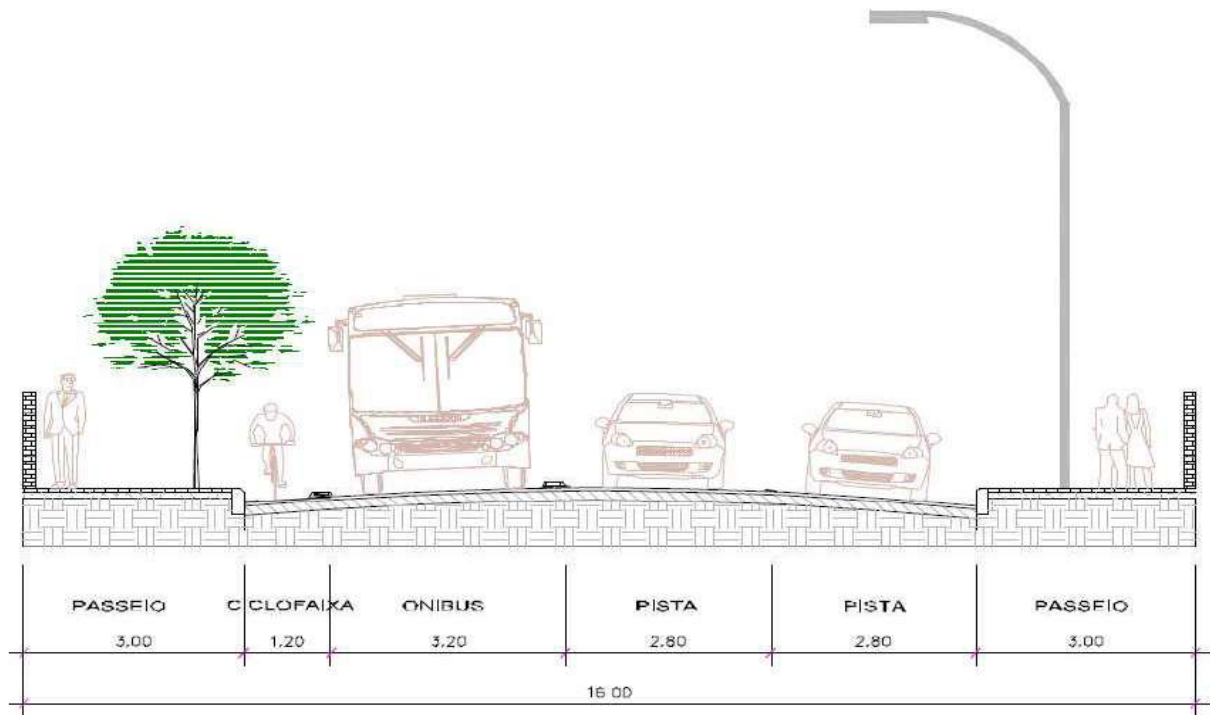 PASSEIO CICLOFAIXA ONIBUS PISTA PISTA PASSEIO
3,00 1,20 3,20 2,80 2,80 3,00
16 00